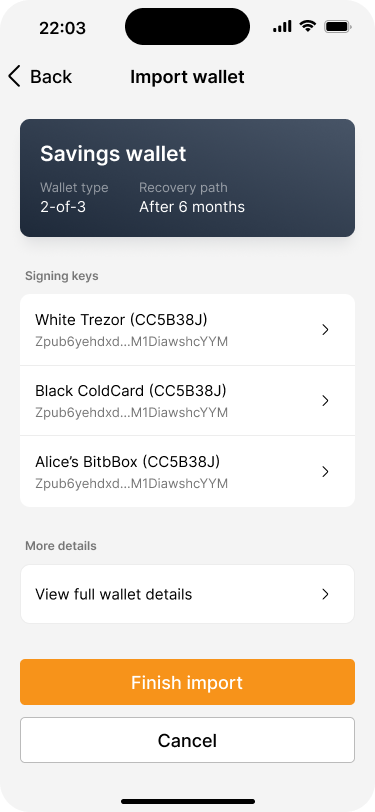 22:03
Back
Import wallet
Savings wallet
Wallet type
Recovery path
2-of-3
After 6 months
Signing keys
White Trezor (CC5B38J)
Zpub6yehdxd...M1DiawshcYYM
Black ColdCard (CC5B38J)
Zpub6yehdxd...M1DiawshcYYM
Alice’s BitbBox (CC5B38J)
Zpub6yehdxd...M1DiawshcYYM
More details
View full wallet details
Finish import
Cancel